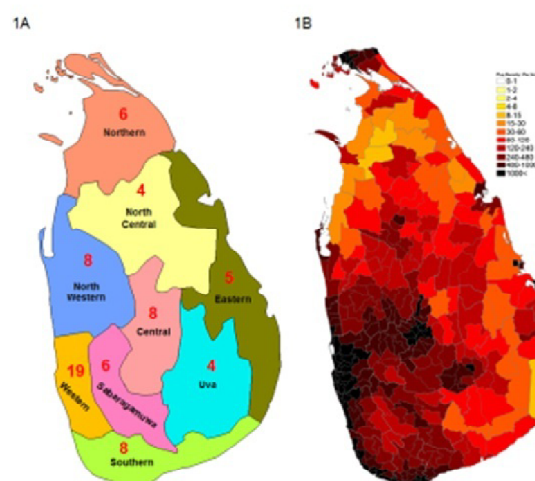 1A
1B
6
Northern
4
North
Central
8
North
Western
5
Eastern
8
Central
19
Western
6
Sabaragamuwa
4
Uva
8
Southern
0-1
1-2
2-4
4-8
8-15
15-30
30-60
60-120
120-240
240-480
1000<